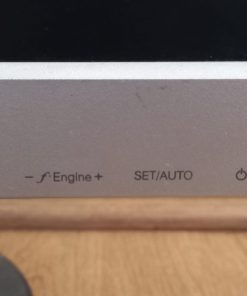 − ƒ·Engine + SET/AUTO ⏻